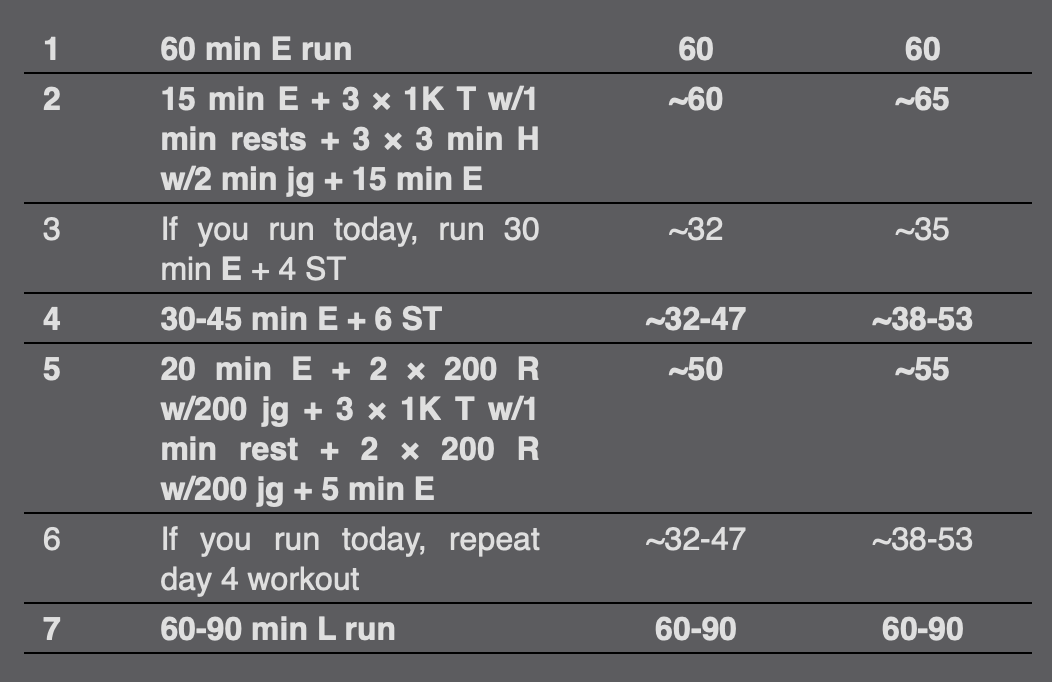 1 60 min E run 60 60
2 15 min E + 3 × 1K T w/1 ~60 ~65
min rests + 3 × 3 min H
w/2 min jg + 15 min E
3 If you run today, run 30 ~32 ~35
min E + 4 ST
4 30-45 min E + 6 ST ~32-47 ~38-53
5 20 min E + 2 × 200 R ~50 ~55
w/200 jg + 3 × 1K T w/1
min rest + 2 × 200 R
w/200 jg + 5 min E
6 If you run today, repeat ~32-47 ~38-53
day 4 workout
7 60-90 min L run 60-90 60-90